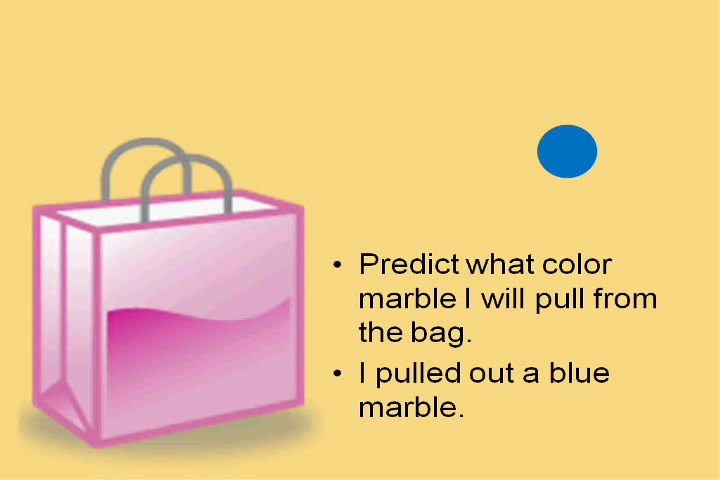 • Predict what color
marble I will pull from
the bag.
• I pulled out a blue
marble.